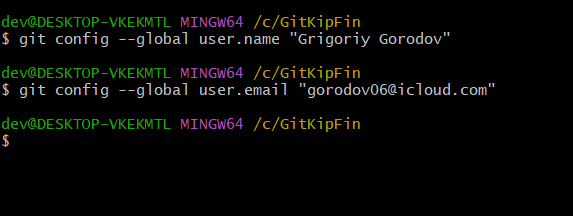 dev@DESKTOP-VKEKMTL MINGW64 /c/GitKipFin
$ git config --global user.name "Grigoriy Gorodov"
dev@DESKTOP-VKEKMTL MINGW64 /c/GitKipFin
$ git config --global user.email "gorodov06@icloud.com"
dev@DESKTOP-VKEKMTL MINGW64 /c/GitKipFin
$